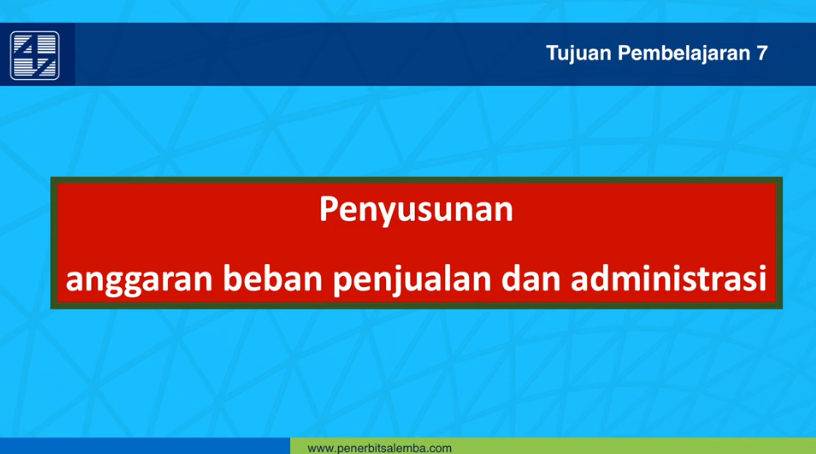 Tujuan Pembelajaran 7
Penyusunan
anggaran beban penjualan dan administrasi
www.penerbitsalemba.com